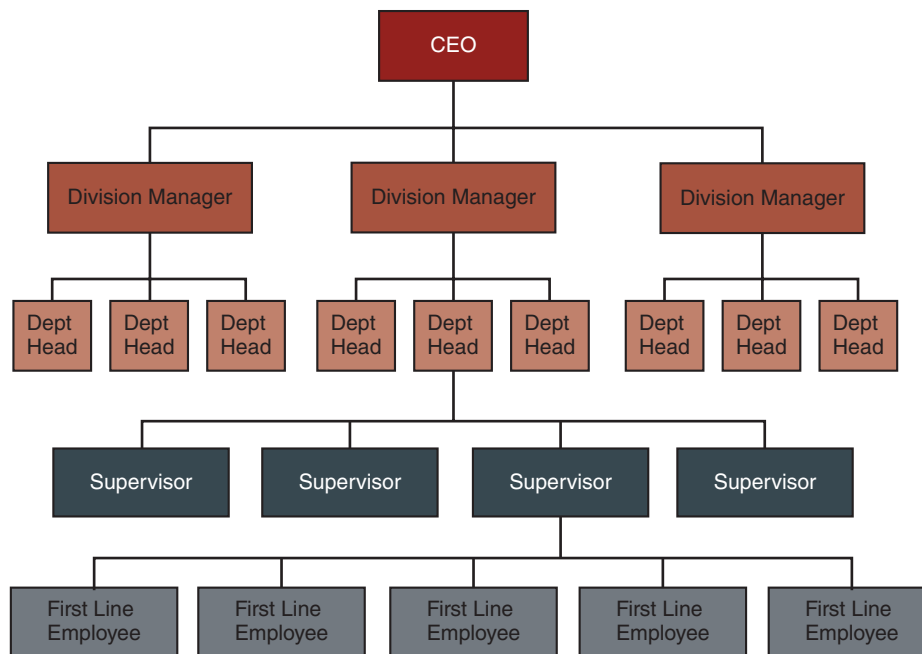 CEO
Division Manager
Division Manager
Division Manager
Dept
Head
Dept
Head
Dept
Head
Dept
Head
Dept
Head
Dept
Head
Dept
Head
Dept
Head
Dept
Head
Supervisor
Supervisor
Supervisor
Supervisor
First Line
Employee
First Line
Employee
First Line
Employee
First Line
Employee
First Line
Employee